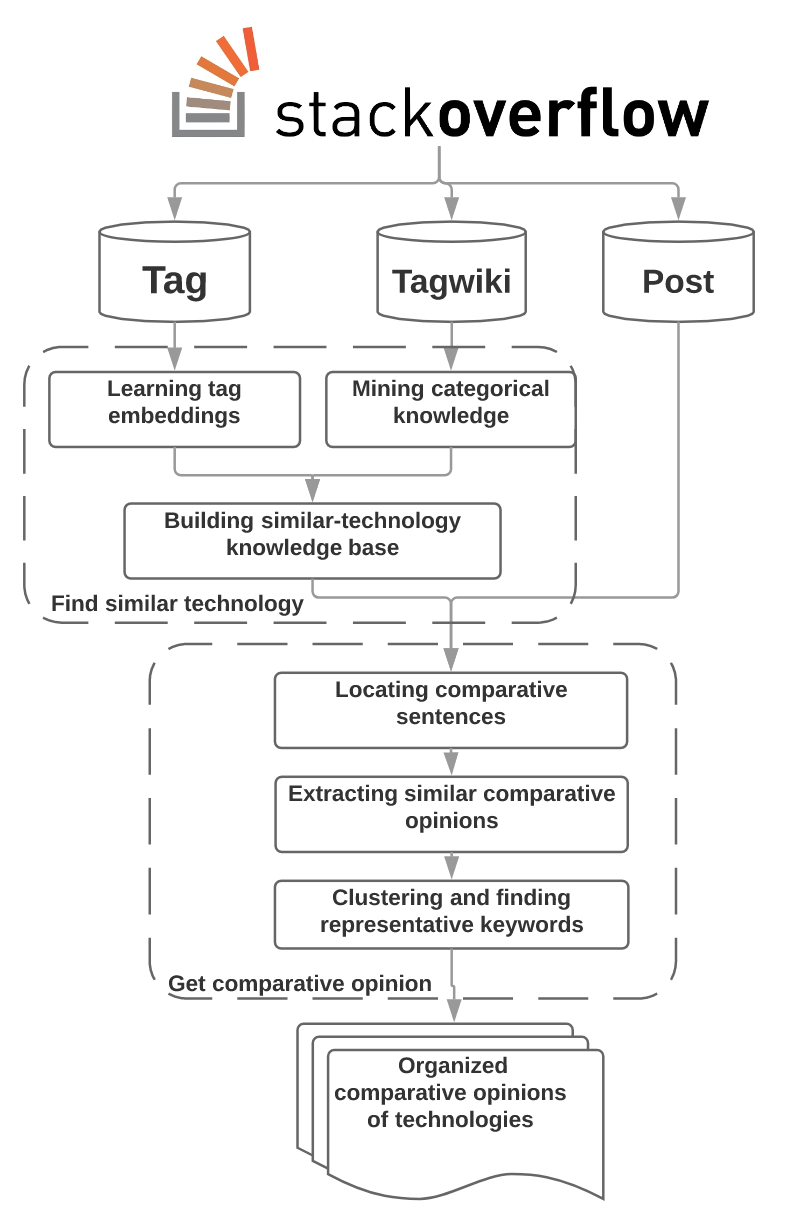 stackoverflow
Tag
Tagwiki
Post
Learning tag
embeddings
Mining categorical
knowledge
Building similar-technology
knowledge base
Find similar technology
Locating comparative
sentences
Extracting similar comparative
opinions
Clustering and finding
representative keywords
Get comparative opinion
Organized
comparative opinions
of technologies